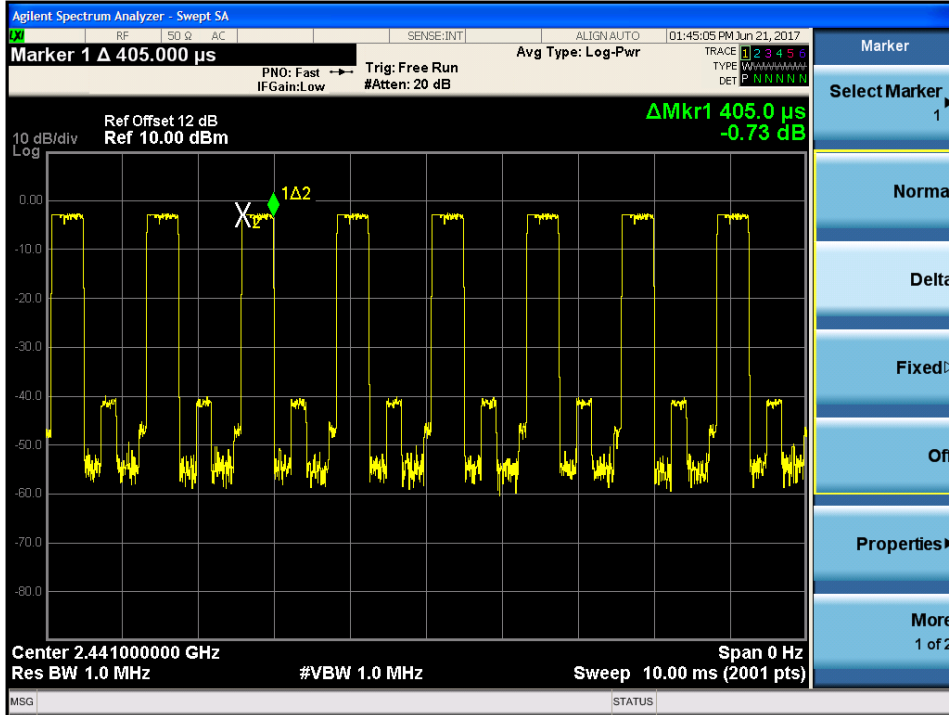 Agilent Spectrum Analyzer - Swept SA
LXI RF 50 Ω AC SENSE:INT ALIGN AUTO 01:45:05 PM Jun 21, 2017
Marker 1 Δ 405.000 µs
PNO: Fast
IFGain:Low
Trig: Free Run
#Atten: 20 dB
Avg Type: Log-Pwr
TRACE 1 2 3 4 5 6
TYPE W
DET P N N N N N
ΔMkr1 405.0 µs
-0.73 dB
Ref Offset 12 dB
10 dB/div Ref 10.00 dBm
Log
0.00
-10.0
-20.0
-30.0
-40.0
-50.0
-60.0
-70.0
-80.0
1Δ2
2
Center 2.441000000 GHz Span 0 Hz
Res BW 1.0 MHz #VBW 1.0 MHz Sweep 10.00 ms (2001 pts)
MSG STATUS
Marker
Select Marker
1
Norma
Delta
Fixed
Off
Properties
More
1 of 2